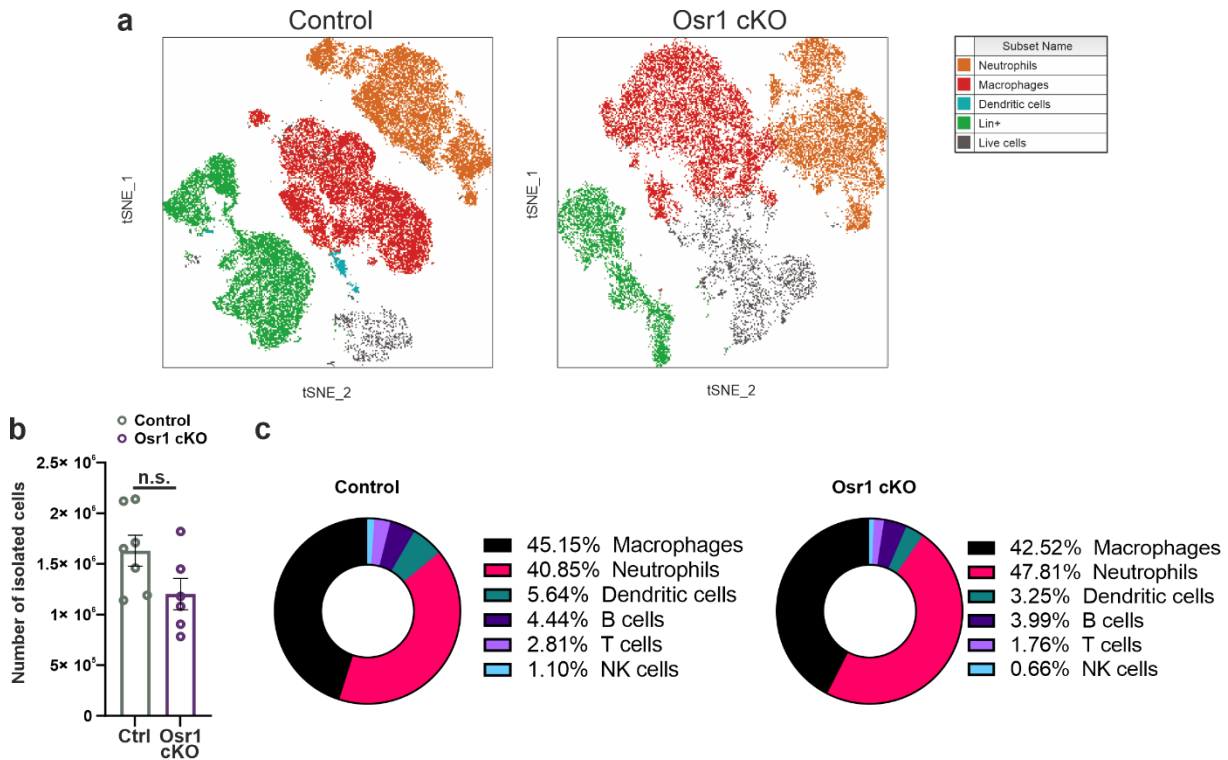 a
Control
Osr1 cKO
Subset Name
Neutrophils
Macrophages
Dendritic cells
Lin+
Live cells
tSNE_1
tSNE_2
tSNE_1
tSNE_2
b
Control
Osr1 cKO
Number of isolated cells
2.5× 10⁶
2× 10⁶
1.5× 10⁶
1× 10⁶
5× 10⁵
0
n.s.
Ctrl
Osr1
cKO
c
Control
45.15% Macrophages
40.85% Neutrophils
5.64% Dendritic cells
4.44% B cells
2.81% T cells
1.10% NK cells
Osr1 cKO
42.52% Macrophages
47.81% Neutrophils
3.25% Dendritic cells
3.99% B cells
1.76% T cells
0.66% NK cells